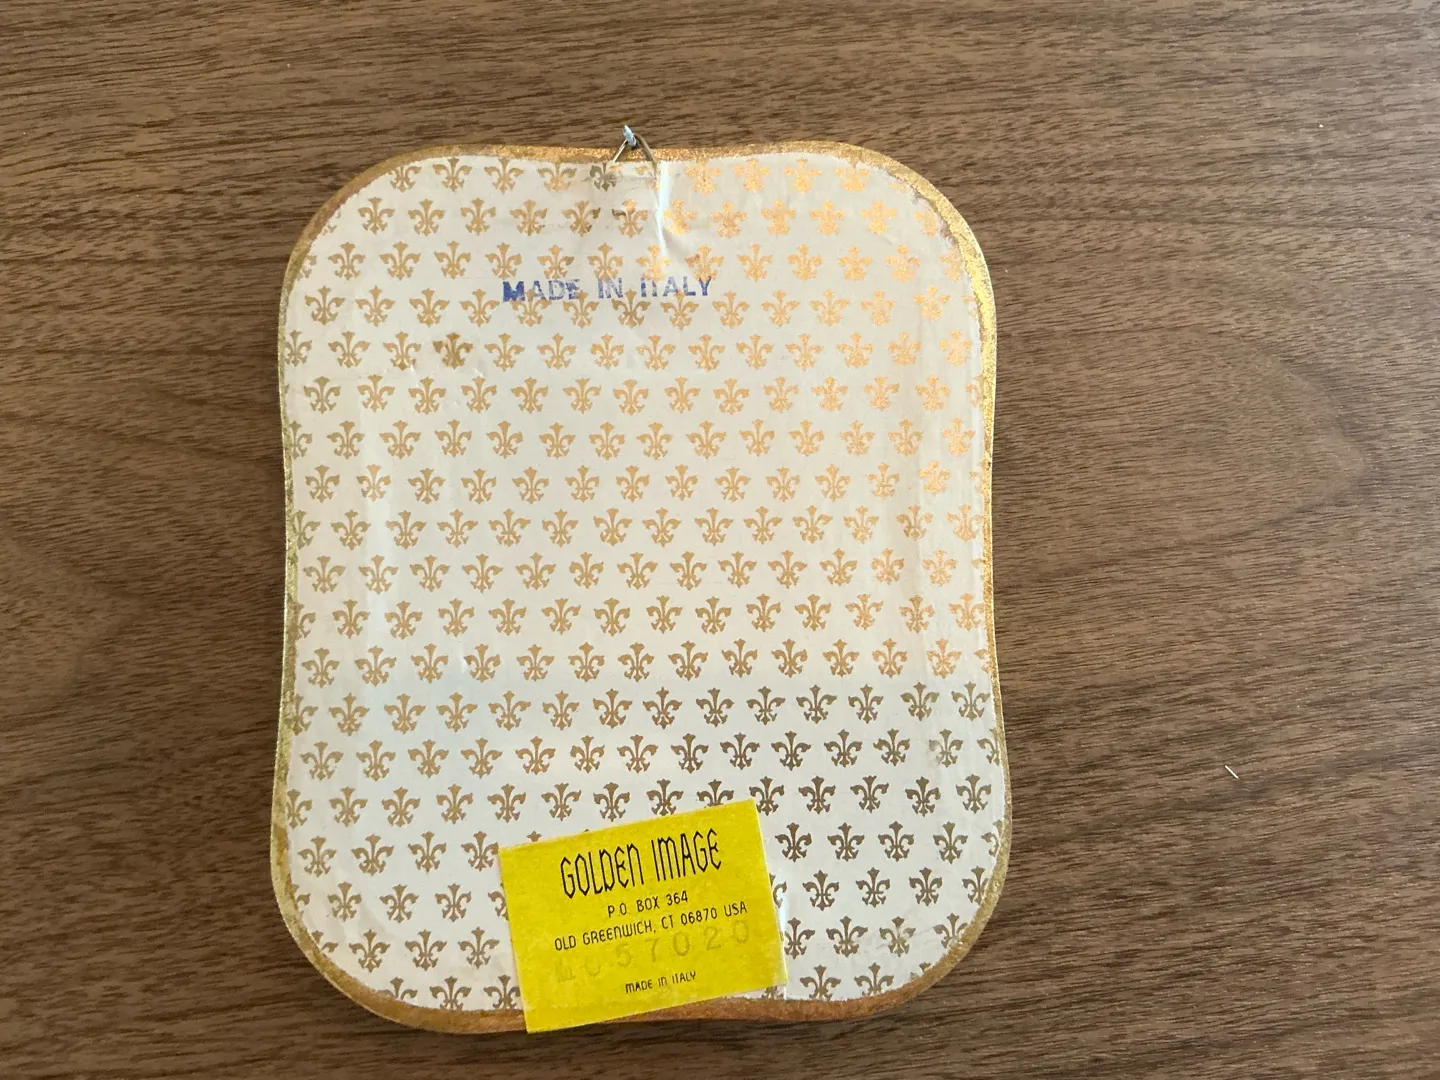 MADE IN ITALY
GOLDEN IMAGE
P.O. BOX 364
OLD GREENWICH, CT 06870 USA
MADE IN ITALY